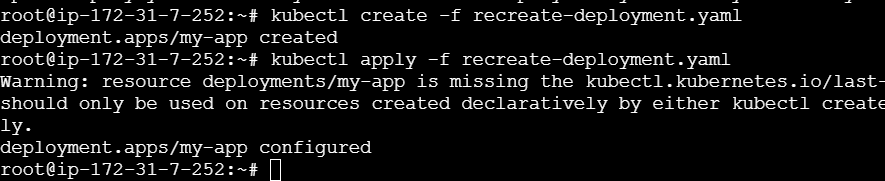 root@ip-172-31-7-252:~# kubectl create -f recreate-deployment.yaml
deployment.apps/my-app created
root@ip-172-31-7-252:~# kubectl apply -f recreate-deployment.yaml
Warning: resource deployments/my-app is missing the kubectl.kubernetes.io/last-
should only be used on resources created declaratively by either kubectl create
ly.
deployment.apps/my-app configured
root@ip-172-31-7-252:~#